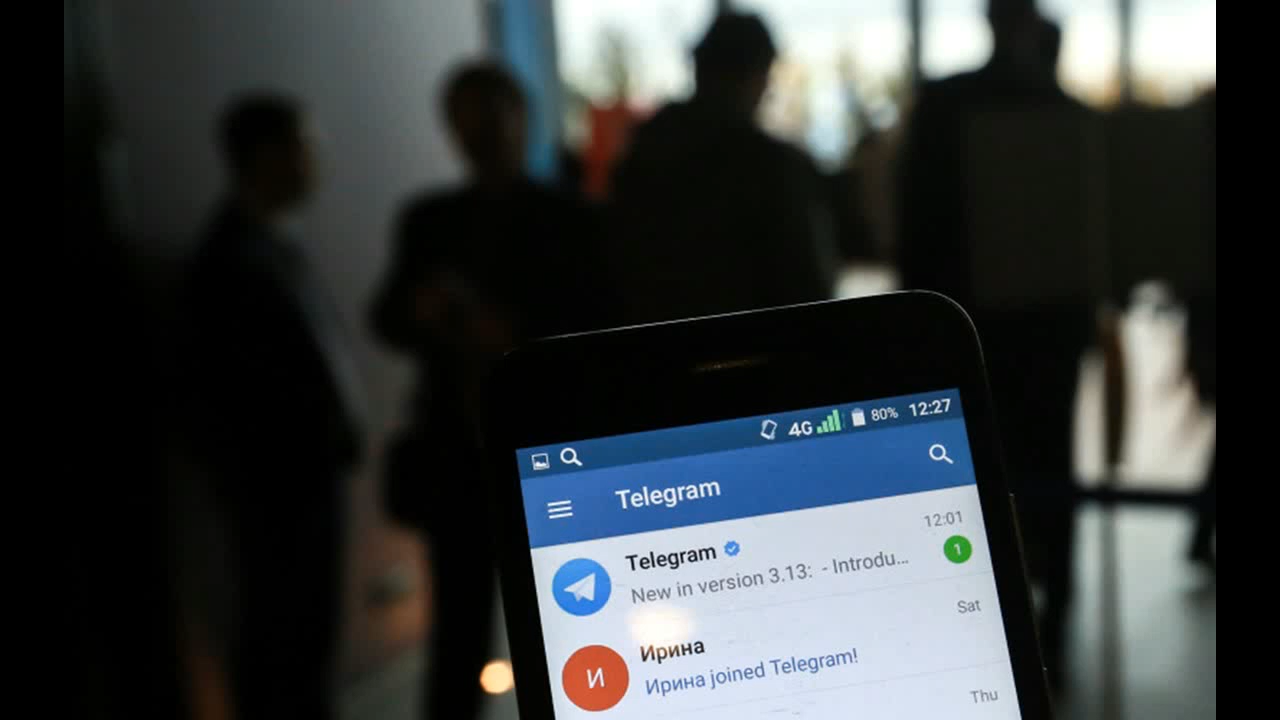 4G 80% 12:27
Telegram
Telegram 12:01
New in version 3.13: - Introdu... 1
Sat
И Ирина
Ирина joined Telegram!
Thu